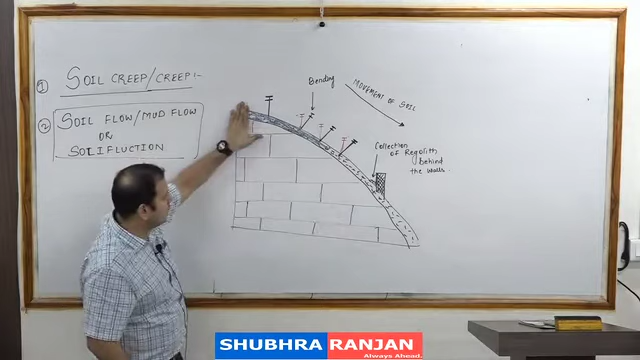 ① SOIL CREEP/CREEP:-
② SOIL FLOW/MUD FLOW
OR
SOLIFLUCTION
Bending
MOVEMENT OF SOIL
Collection
of Regolith
behind
the walls.
SHUBHRA RANJAN
Always Ahead.